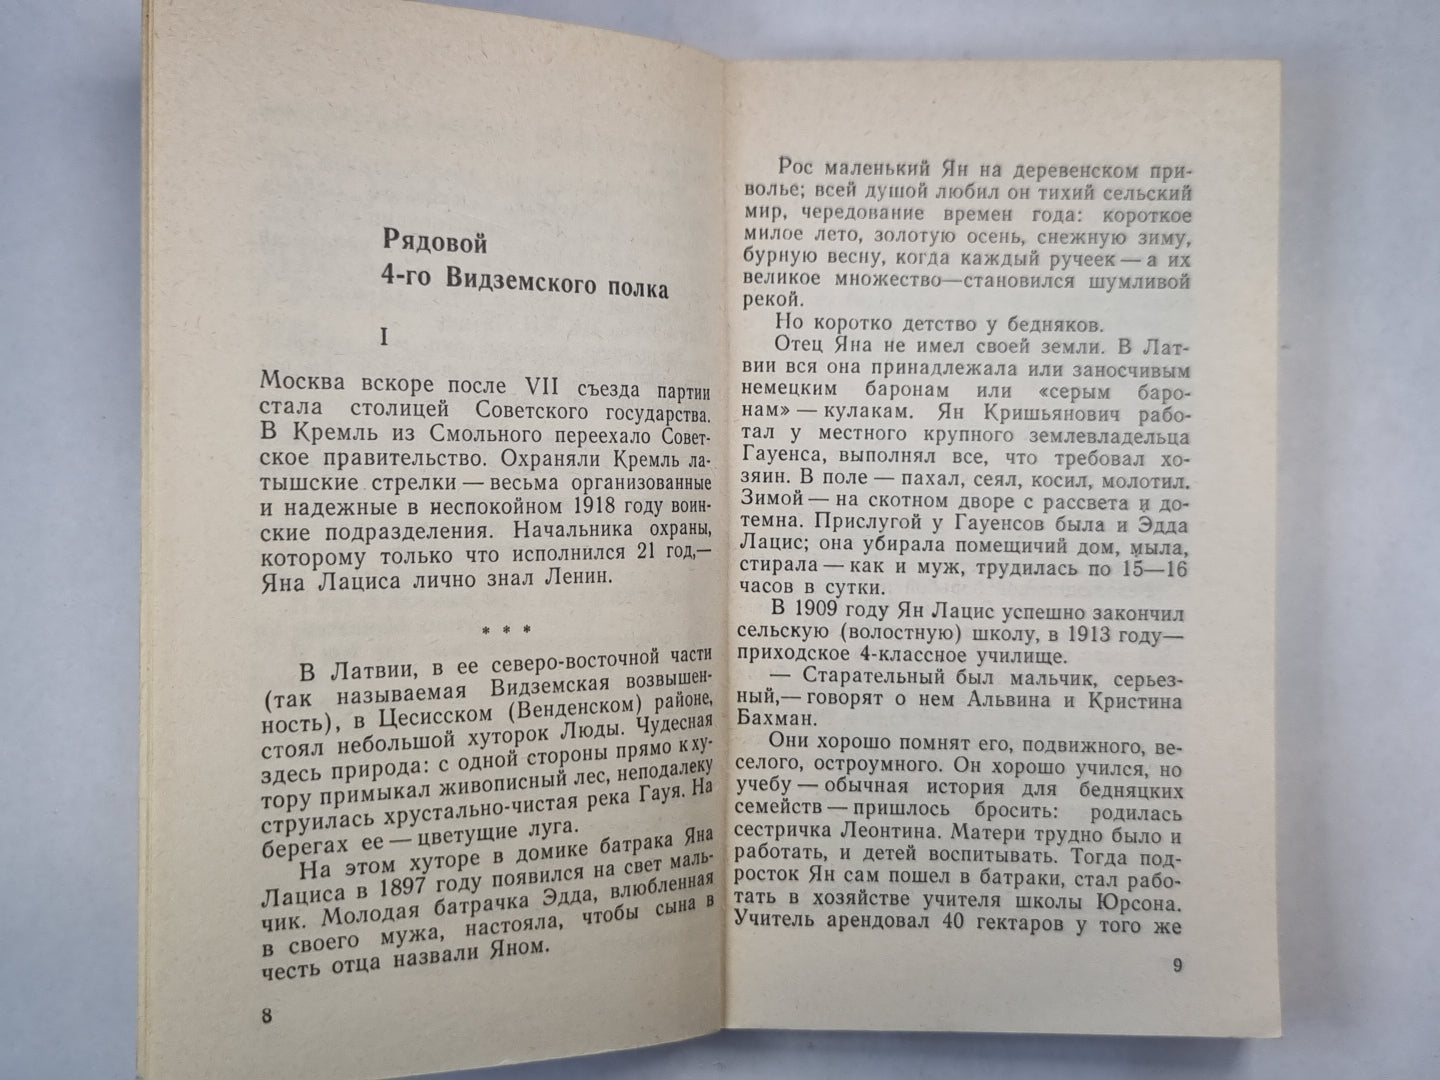 Рядовой
4-го Видземского полка
I
Москва вскоре после VII съезда партии
стала столицей Советского государства.
В Кремль из Смольного переехало Совет-
ское правительство. Охраняли Кремль ла-
тышские стрелки — весьма организованные
и надежные в неспокойном 1918 году воин-
ские подразделения. Начальника охраны,
которому только что исполнился 21 год,—
Яна Лациса лично знал Ленин.
* * *
В Латвии, в ее северо-восточной части
(так называемая Видземская возвышен-
ность), в Цесисском (Венденском) районе,
стоял небольшой хуторок Люды. Чудесная
здесь природа: с одной стороны прямо к ху-
тору примыкал живописный лес, неподалеку
струилась хрустально-чистая река Гауя. На
берегах ее — цветущие луга.
На этом хуторе в домике батрака Яна
Лациса в 1897 году появился на свет маль-
чик. Молодая батрачка Эдда, влюбленная
в своего мужа, настояла, чтобы сына в
честь отца назвали Яном.
8
Рос маленький Ян на деревенском при-
волье; всей душой любил он тихий сельский
мир, чередование времен года: короткое
милое лето, золотую осень, снежную зиму,
бурную весну, когда каждый ручеек — а их
великое множество—становился шумливой
рекой.
Но коротко детство у бедняков.
Отец Яна не имел своей земли. В Лат-
вии вся она принадлежала или заносчивым
немецким баронам или «серым баро-
нам» — кулакам. Ян Кришьянович рабо-
тал у местного крупного землевладельца
Гауенса, выполнял все, что требовал хо-
зяин. В поле — пахал, сеял, косил, молотил.
Зимой — на скотном дворе с рассвета и до-
темна. Прислугой у Гауенсов была и Эдда
Лацис; она убирала помещичий дом, мыла,
стирала — как и муж, трудилась по 15—16
часов в сутки.
В 1909 году Ян Лацис успешно закончил
сельскую (волостную) школу, в 1913 году—
приходское 4-классное училище.
— Старательный был мальчик, серьез-
ный,— говорят о нем Альвина и Кристина
Бахман.
Они хорошо помнят его, подвижного, ве-
селого, остроумного. Он хорошо учился, но
учебу — обычная история для бедняцких
семейств — пришлось бросить: родилась
сестричка Леонтина. Матери трудно было и
работать, и детей воспитывать. Тогда под-
росток Ян сам пошел в батраки, стал рабо-
тать в хозяйстве учителя школы Юрсона.
Учитель арендовал 40 гектаров у того же
9